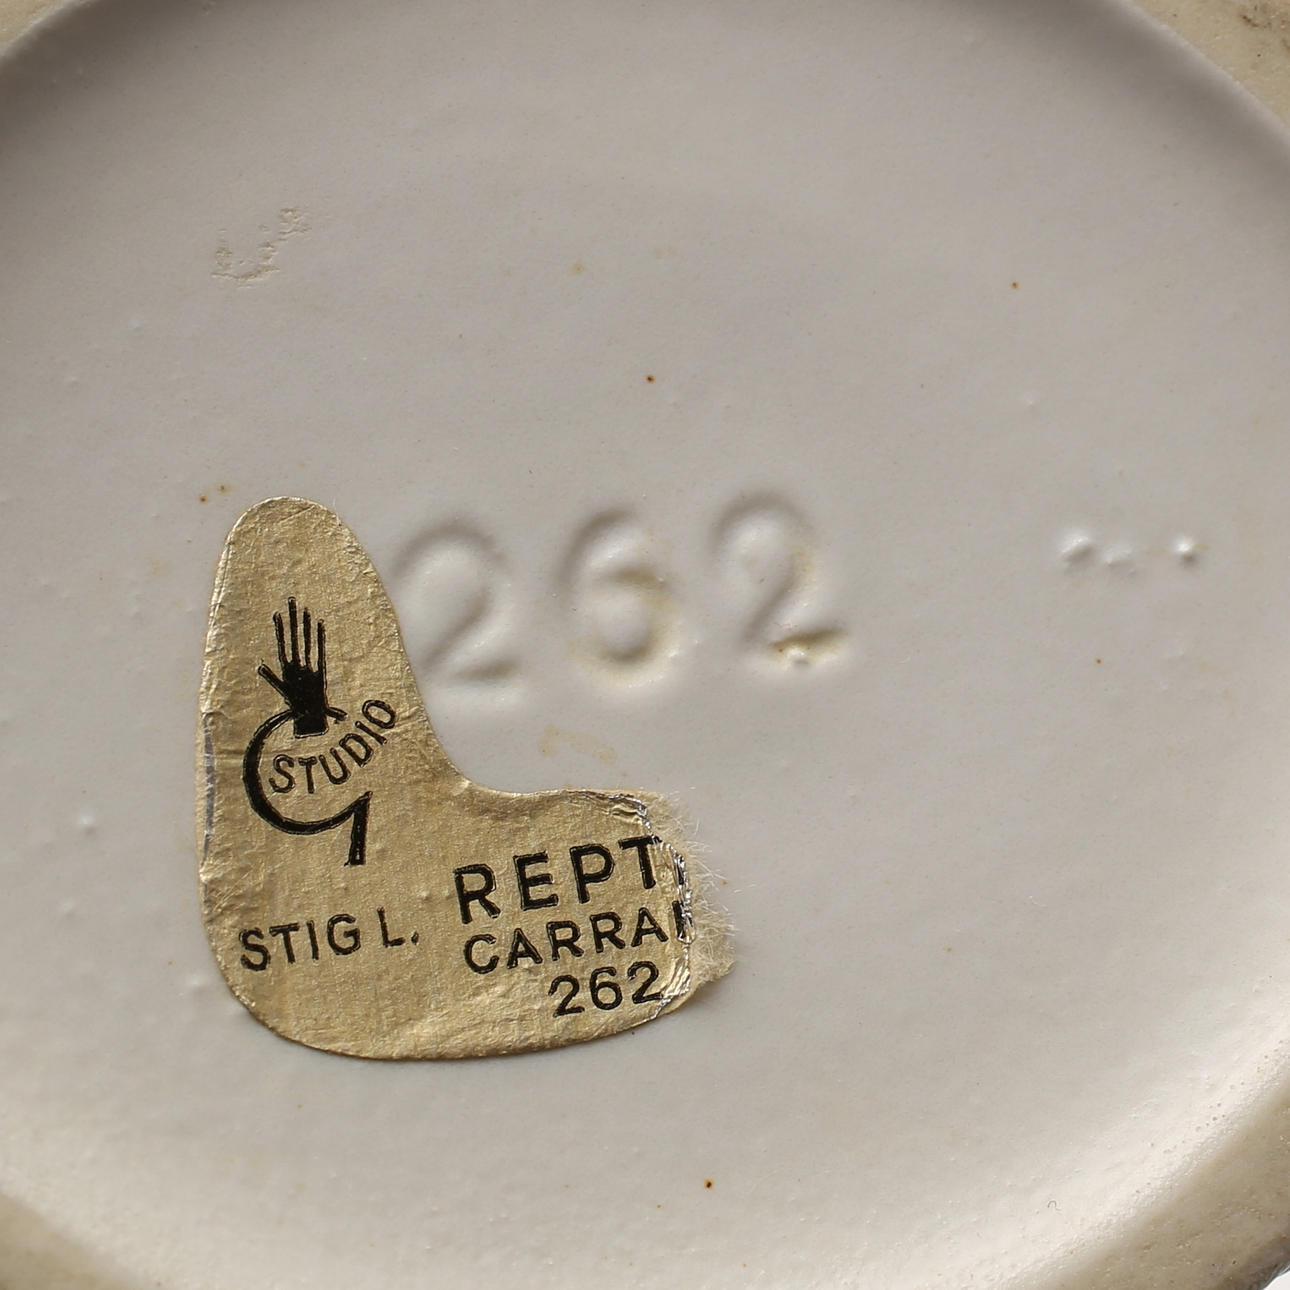 262
STUDIO
STIG L.
REPT
CARRA
262